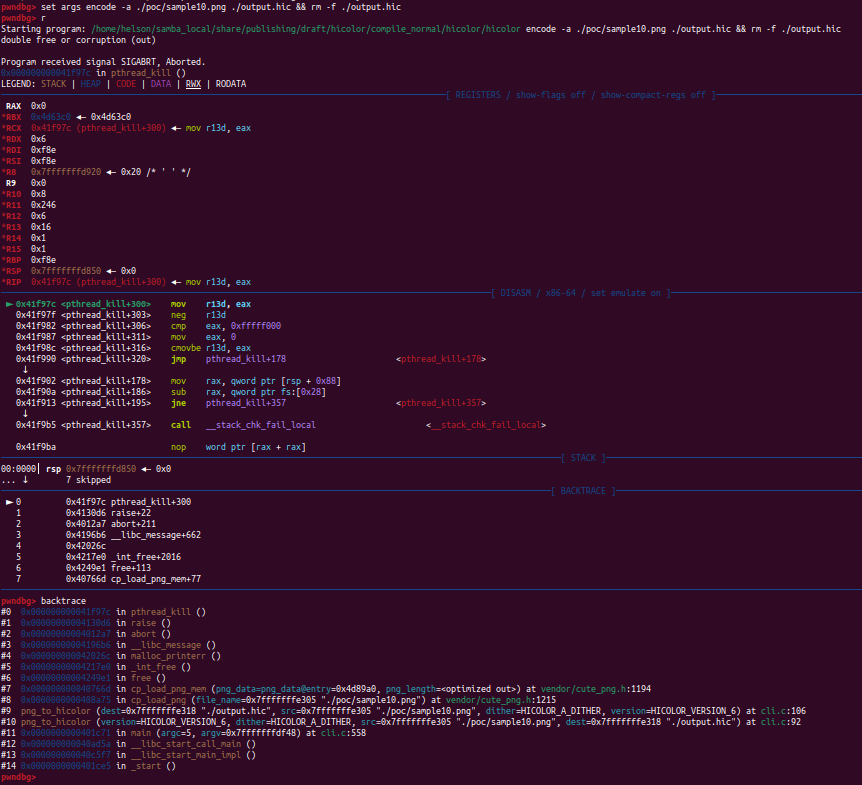 pwndbg> set args encode -a ./poc/sample10.png ./output.hic && rm -f ./output.hic
pwndbg> r
Starting program: /home/helson/samba_local/share/publishing/draft/hicolor/compile_normal/hicolor/hicolor encode -a ./poc/sample10.png ./output.hic && rm -f ./output.hic
double free or corruption (out)

Program received signal SIGABRT, Aborted.
0x000000000041f97c in pthread_kill ()
LEGEND: STACK | HEAP | CODE | DATA | RWX | RODATA
[ REGISTERS / show-flags off / show-compact-regs off ]
RAX 0x0
*RBX 0x4d63c0 ◂— 0x4d63c0
*RCX 0x41f97c (pthread_kill+300) ◂— mov r13d, eax
*RDX 0x6
*RDI 0xf8e
*RSI 0xf8e
*R8 0x7fffffffd920 ◂— 0x20 /* ' ' */
R9 0x0
*R10 0x8
*R11 0x246
*R12 0x6
*R13 0x16
*R14 0x1
*R15 0x1
*RBP 0xf8e
*RSP 0x7fffffffd850 ◂— 0x0
*RIP 0x41f97c (pthread_kill+300) ◂— mov r13d, eax
[ DISASM / x86-64 / set emulate on ]
► 0x41f97c <pthread_kill+300> mov r13d, eax
0x41f97f <pthread_kill+303> neg r13d
0x41f982 <pthread_kill+306> cmp eax, 0xfffff000
0x41f987 <pthread_kill+311> mov eax, 0
0x41f98c <pthread_kill+316> cmovbe r13d, eax
0x41f990 <pthread_kill+320> jmp pthread_kill+178 <pthread_kill+178>
↓
0x41f902 <pthread_kill+178> mov rax, qword ptr [rsp + 0x88]
0x41f90a <pthread_kill+186> sub rax, qword ptr fs:[0x28]
0x41f913 <pthread_kill+195> jne pthread_kill+357 <pthread_kill+357>
↓
0x41f9b5 <pthread_kill+357> call __stack_chk_fail_local <__stack_chk_fail_local>

0x41f9ba nop word ptr [rax + rax]
[ STACK ]
00:0000│ rsp 0x7fffffffd850 ◂— 0x0
... ↓ 7 skipped
[ BACKTRACE ]
► 0 0x41f97c pthread_kill+300
1 0x4130d6 raise+22
2 0x4012a7 abort+211
3 0x4196b6 __libc_message+662
4 0x42026c
5 0x4217e0 _int_free+2016
6 0x4249e1 free+113
7 0x40766d cp_load_png_mem+77
pwndbg> backtrace
#0 0x000000000041f97c in pthread_kill ()
#1 0x00000000004130d6 in raise ()
#2 0x00000000004012a7 in abort ()
#3 0x00000000004196b6 in __libc_message ()
#4 0x000000000042026c in malloc_printerr ()
#5 0x00000000004217e0 in _int_free ()
#6 0x00000000004249e1 in free ()
#7 0x000000000040766d in cp_load_png_mem (png_data=png_data@entry=0x4d89a0, png_length=<optimized out>) at vendor/cute_png.h:1194
#8 0x0000000000408a75 in cp_load_png (file_name=0x7fffffffe305 "./poc/sample10.png") at vendor/cute_png.h:1215
#9 png_to_hicolor (dest=0x7fffffffe318 "./output.hic", src=0x7fffffffe305 "./poc/sample10.png", dither=HICOLOR_A_DITHER, version=HICOLOR_VERSION_6) at cli.c:106
#10 png_to_hicolor (version=HICOLOR_VERSION_6, dither=HICOLOR_A_DITHER, src=0x7fffffffe305 "./poc/sample10.png", dest=0x7fffffffe318 "./output.hic") at cli.c:92
#11 0x0000000000401c71 in main (argc=5, argv=0x7fffffffdf48) at cli.c:558
#12 0x000000000040ad5a in __libc_start_call_main ()
#13 0x000000000040c5f7 in __libc_start_main_impl ()
#14 0x0000000000401ce5 in _start ()
pwndbg>